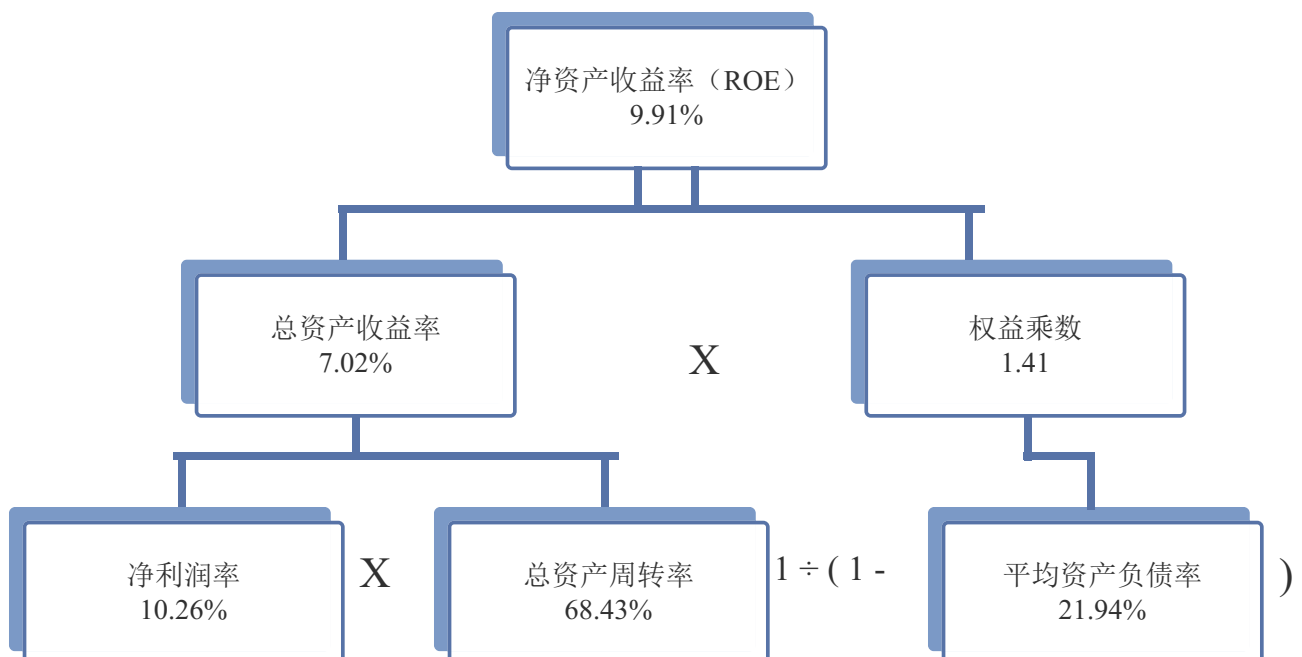 净资产收益率（ROE）
9.91%
总资产收益率
7.02%
X
权益乘数
1.41
净利润率
10.26%
X
总资产周转率
68.43%
1 ÷ ( 1 -
平均资产负债率
21.94%
)